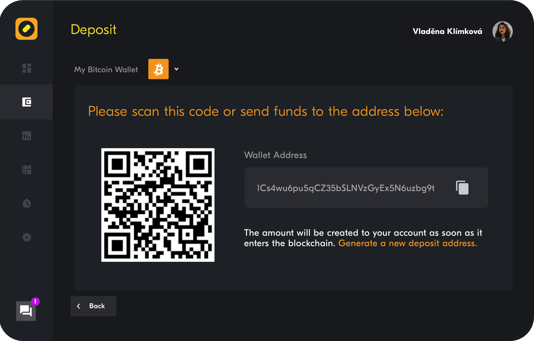 Deposit
Vladěna Klímková
My Bitcoin Wallet
Please scan this code or send funds to the address below:
Wallet Address
1Cs4wu6pu5qCZ35bSLNVzGyEx5N6uzbg9t
The amount will be created to your account as soon as it
enters the blockchain. Generate a new deposit address.
1
Back